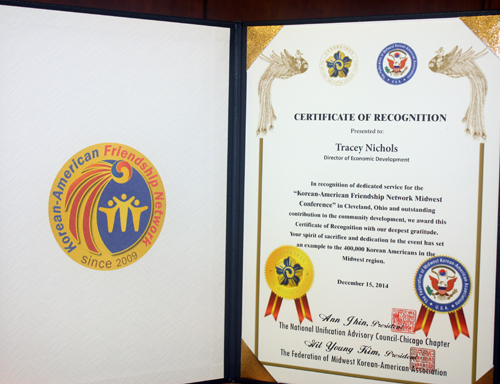 Korean-American Friendship Network
since 2009
CERTIFICATE OF RECOGNITION
Presented to:
Tracey Nichols
Director of Economic Development
In recognition of dedicated service for the
"Korean-American Friendship Network Midwest
Conference" in Cleveland, Ohio and outstanding
contribution to the community development, we award this
Certificate of Recognition with our deepest gratitude.
Your spirit of sacrifice and dedication to the event has set
an example to the 400,000 Korean Americans in the
Midwest region.
December 15, 2014
Ann Jhin, President
The National Unification Advisory Council-Chicago Chapter
Hil Young Kim, President
The Federation of Midwest Korean-American Association